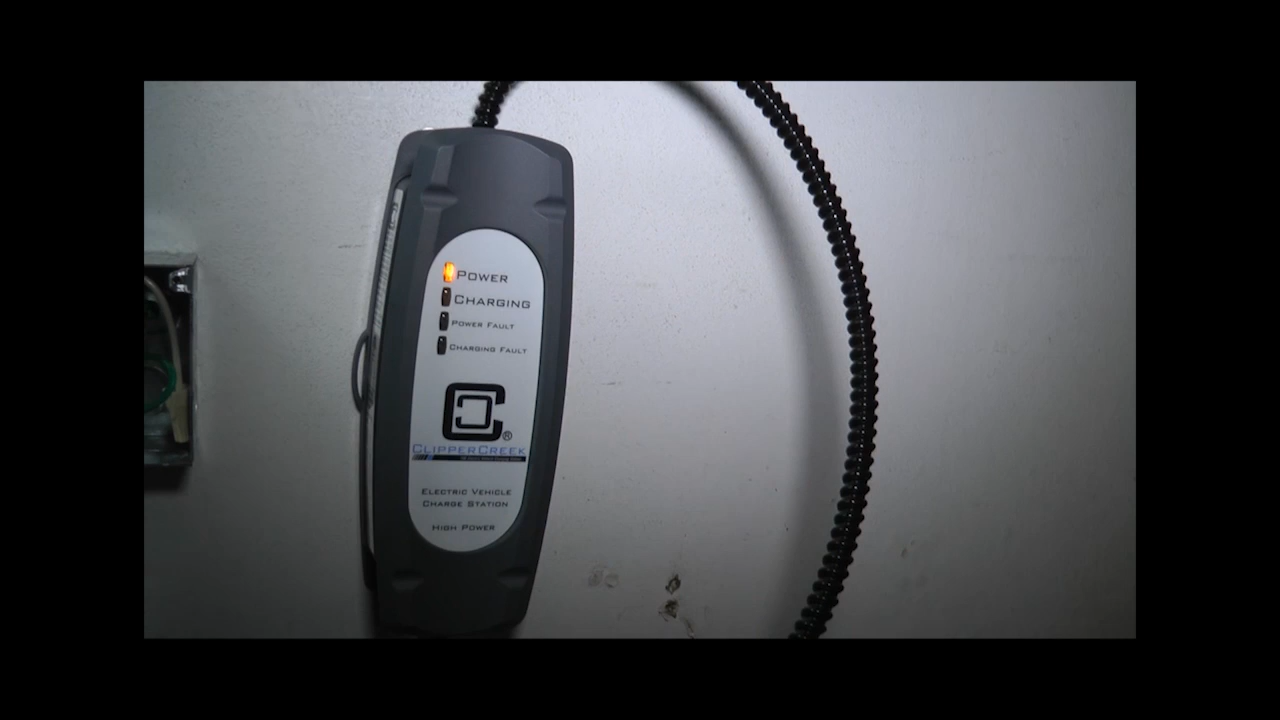 POWER
CHARGING
POWER FAULT
CHARGING FAULT
®
CLIPPERCREEK
ELECTRIC VEHICLE
CHARGE STATION
HIGH POWER